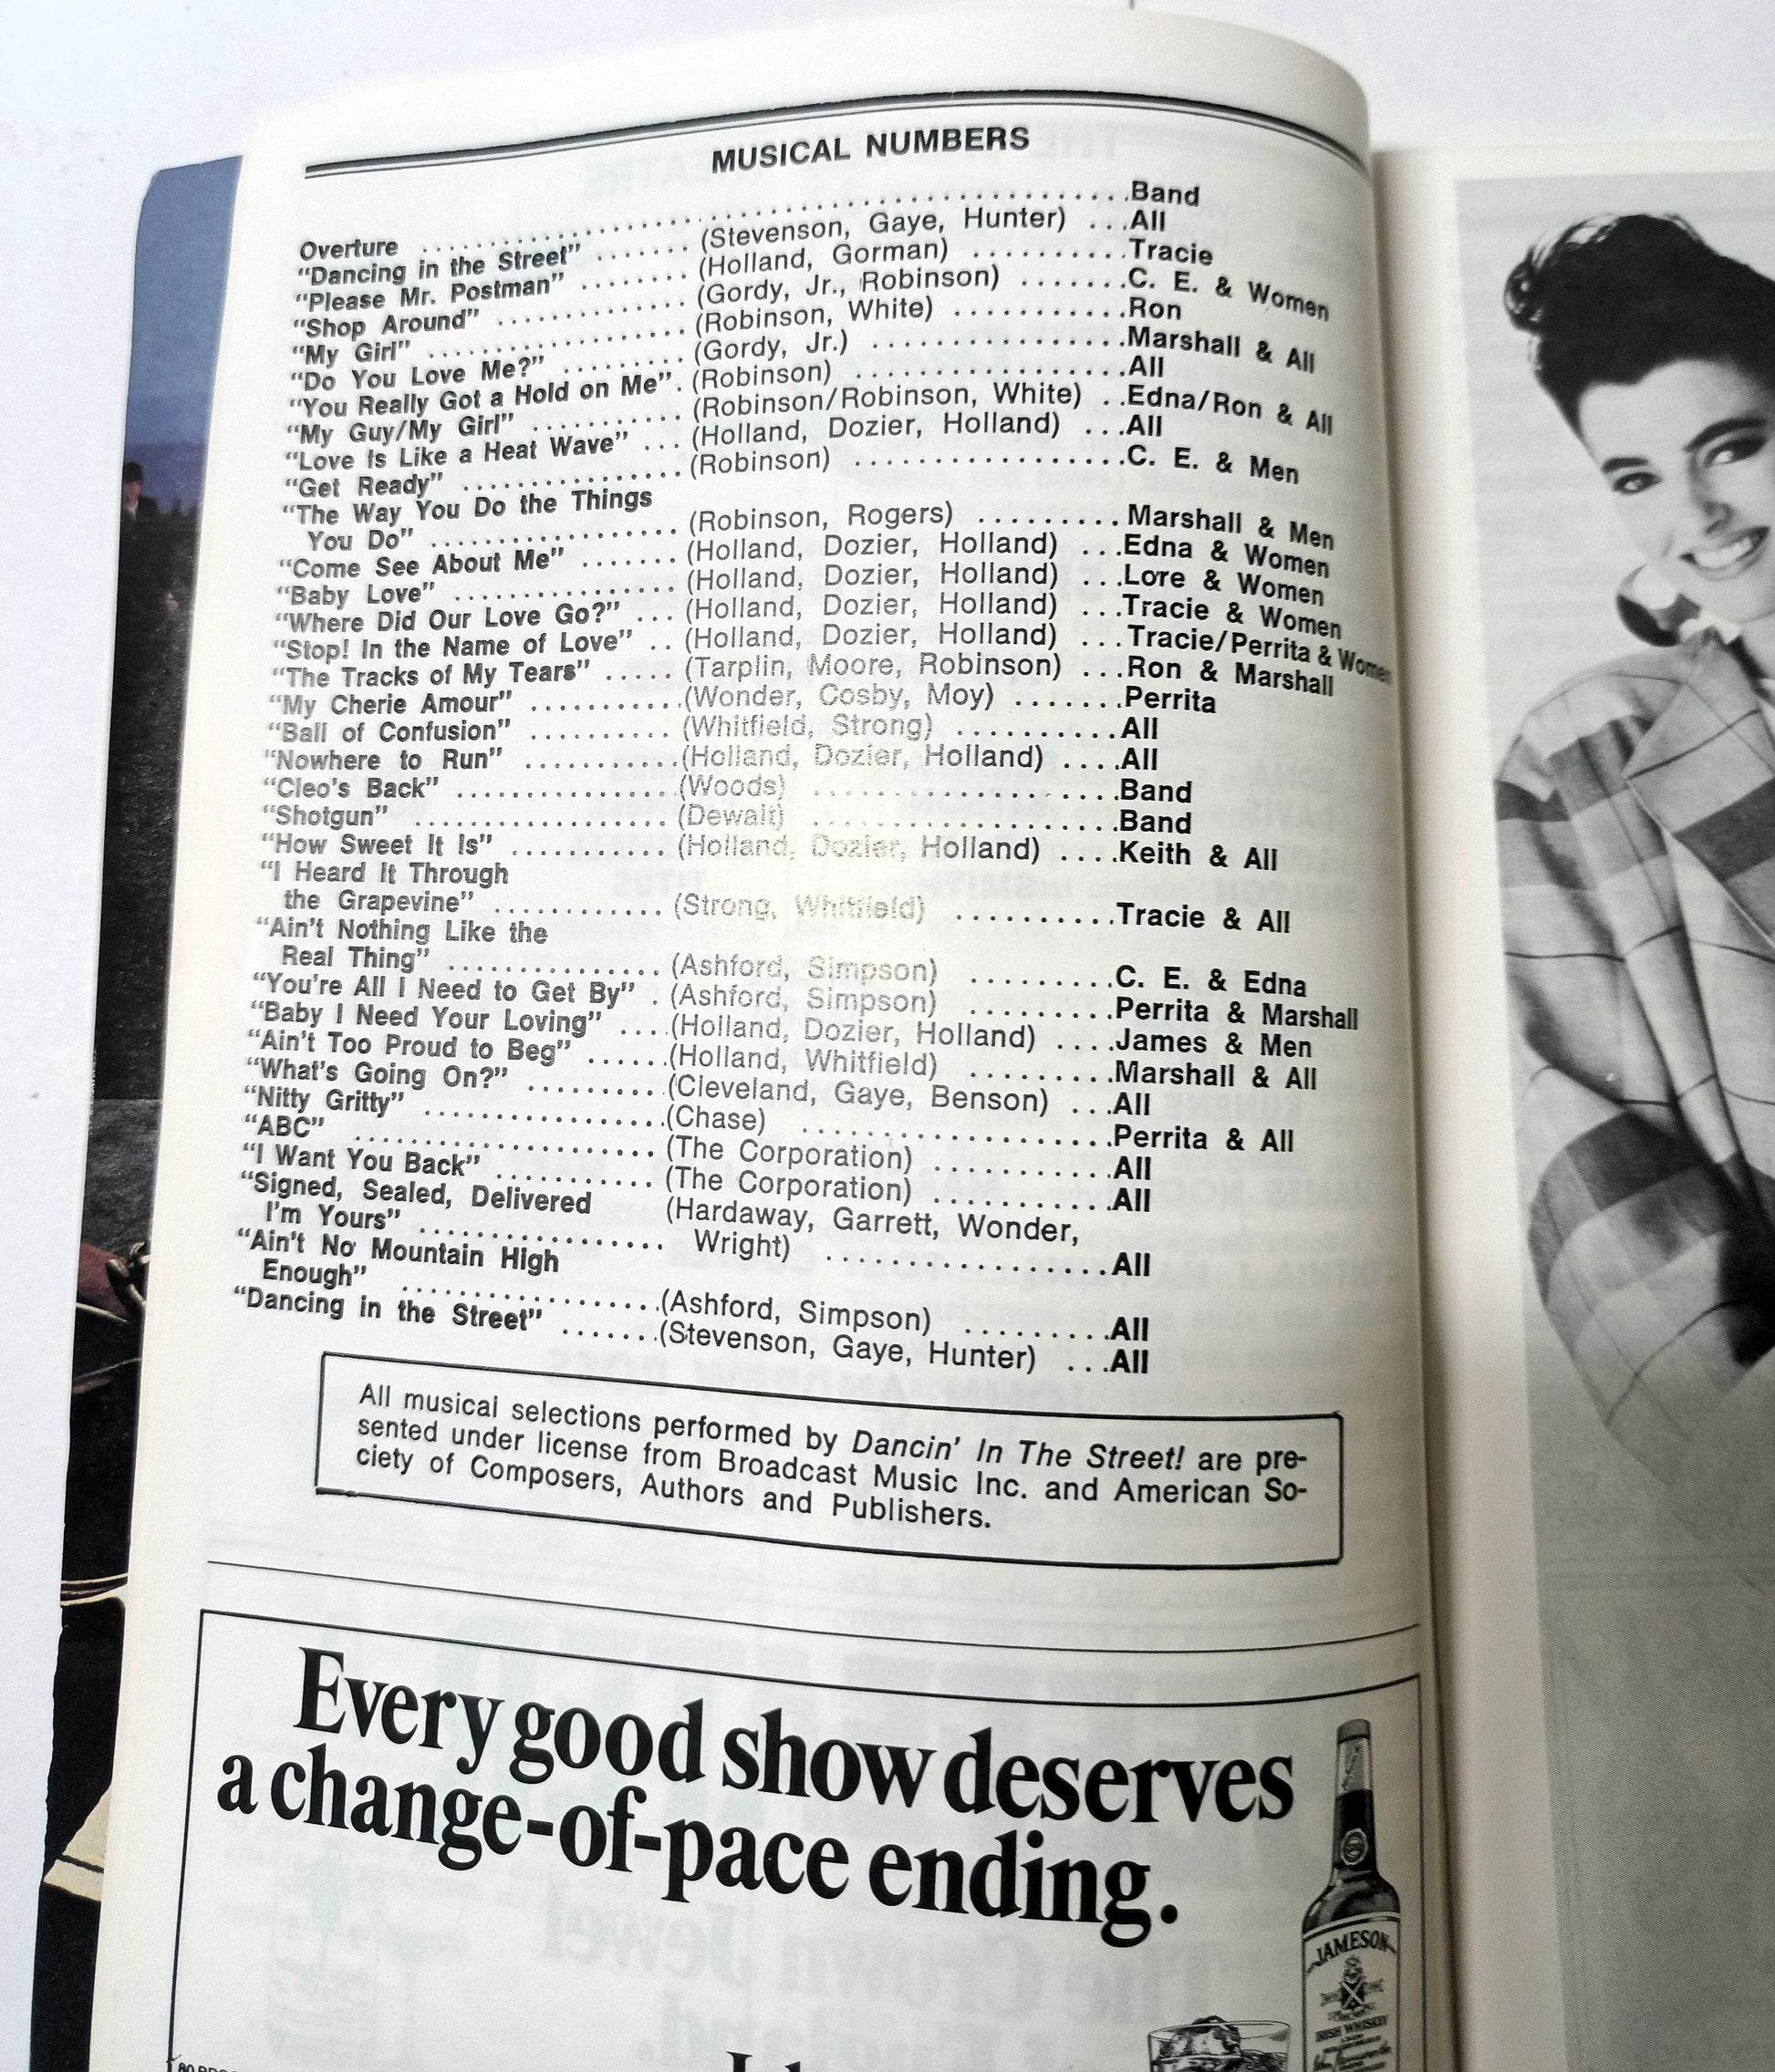 MUSICAL NUMBERS
Overture ........................................ Band
“Dancing in the Street” ....... (Stevenson, Gaye, Hunter) ...All
“Please Mr. Postman” ........ (Holland, Gorman) ..........Tracie
“Shop Around” .............. (Gordy, Jr., Robinson) .......C. E. & Women
“My Girl” .................... (Robinson, White) ...........Ron
“Do You Love Me?” ........ (Gordy, Jr.) ................Marshall & All
“You Really Got a Hold on Me”. (Robinson) .................All
“My Guy/My Girl” ............ (Robinson/Robinson, White) ..Edna/Ron & All
“Love Is Like a Heat Wave” ... (Holland, Dozier, Holland) ...All
“Get Ready” .................(Robinson) .................C. E. & Men
“The Way You Do the Things
You Do” ................... (Robinson, Rogers) ......... Marshall & Men
“Come See About Me” ....... (Holland, Dozier, Holland) ...Edna & Women
“Baby Love” ................. (Holland, Dozier, Holland) ...Lore & Women
“Where Did Our Love Go?” ... (Holland, Dozier, Holland) ...Tracie & Women
“Stop! In the Name of Love” .. (Holland, Dozier, Holland) ...Tracie/Perrita & Women
“The Tracks of My Tears” ..... (Tarplin, Moore, Robinson) ...Ron & Marshall
“My Cherie Amour” ...........(Wonder, Cosby, Moy) .......Perrita
“Ball of Confusion” .......... (Whitfield, Strong) ..........All
“Nowhere to Run” ...........(Holland, Dozier, Holland) ....All
“Cleo's Back” ................(Woods) ....................Band
“Shotgun” ...................(Dewalt) ....................Band
“How Sweet It Is” ........... (Holland, Dozier, Holland) ....Keith & All
“I Heard It Through
the Grapevine” ............ (Strong, Whitfield) ..........Tracie & All
“Ain't Nothing Like the
Real Thing” ............... (Ashford, Simpson) .........C. E. & Edna
“You're All I Need to Get By” . (Ashford, Simpson) .........Perrita & Marshall
“Baby I Need Your Loving” ....(Holland, Dozier, Holland) ....James & Men
“Ain't Too Proud to Beg” ......(Holland, Whitfield) .........Marshall & All
“What's Going On?” ..........(Cleveland, Gaye, Benson) ...All
“Nitty Gritty” .................(Chase) ....................Perrita & All
“ABC” ..................... (The Corporation) ...........All
“I Want You Back” ........... (The Corporation) ...........All
“Signed, Sealed, Delivered (Hardaway, Garrett, Wonder,
I'm Yours” ................. Wright) ..................All
“Ain't No Mountain High
Enough” ..................(Ashford, Simpson) .........All
“Dancing in the Street” .......(Stevenson, Gaye, Hunter) ...All
All musical selections performed by Dancin' In The Street! are pre-
sented under license from Broadcast Music Inc. and American So-
ciety of Composers, Authors and Publishers.
Every good show deserves
a change-of-pace ending.
JAMESON
IRISH WHISKEY